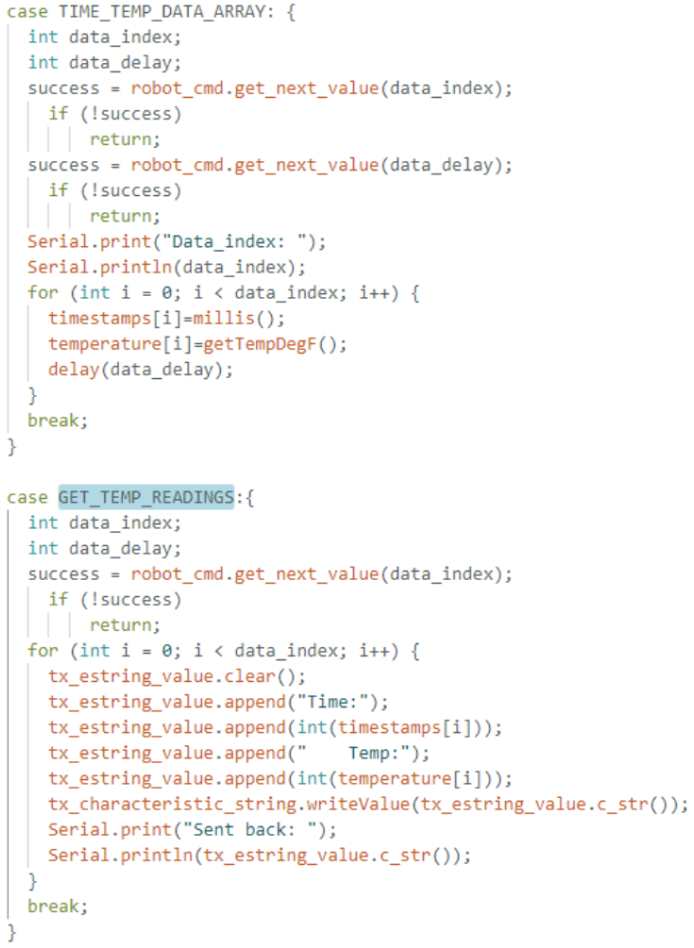 case TIME_TEMP_DATA_ARRAY: {
int data_index;
int data_delay;
success = robot_cmd.get_next_value(data_index);
if (!success)
return;
success = robot_cmd.get_next_value(data_delay);
if (!success)
return;
Serial.print("Data_index: ");
Serial.println(data_index);
for (int i = 0; i < data_index; i++) {
timestamps[i]=millis();
temperature[i]=getTempDegF();
delay(data_delay);
}
break;
}
case GET_TEMP_READINGS:{
int data_index;
int data_delay;
success = robot_cmd.get_next_value(data_index);
if (!success)
return;
for (int i = 0; i < data_index; i++) {
tx_estring_value.clear();
tx_estring_value.append("Time:");
tx_estring_value.append(int(timestamps[i]));
tx_estring_value.append("    Temp:");
tx_estring_value.append(int(temperature[i]));
tx_characteristic_string.writeValue(tx_estring_value.c_str());
Serial.print("Sent back: ");
Serial.println(tx_estring_value.c_str());
}
break;
}